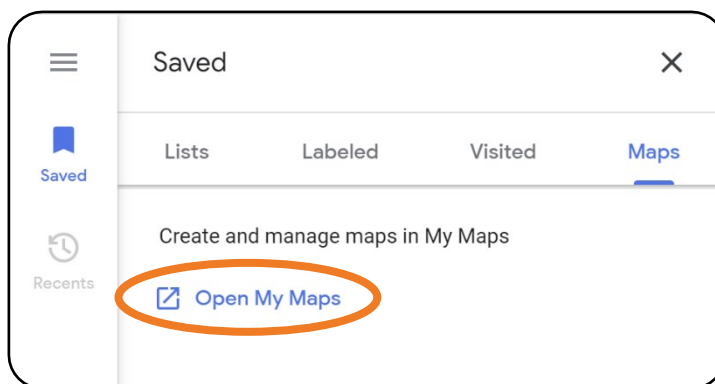 Saved
Lists Labeled Visited Maps
Saved
Create and manage maps in My Maps
Recents
Open My Maps